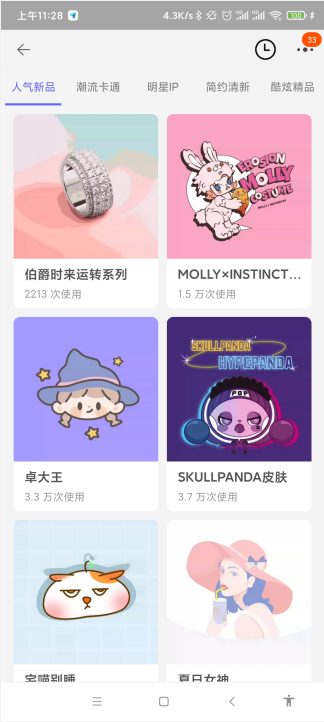 上午11:28
4.3K/s
100
33
人气新品 潮流卡通 明星IP 简约清新 酷炫精品
EROSION
MOLLY
COSTUME
MOLLY × INSTINCTOY
伯爵时来运转系列
2213 次使用
MOLLY×INSTINCT...
1.5 万次使用
SKULLPANDA
HYPEPANDA
POP
卓大王
3.3 万次使用
SKULLPANDA皮肤
3.7 万次使用
宅喵别睡
夏日女神